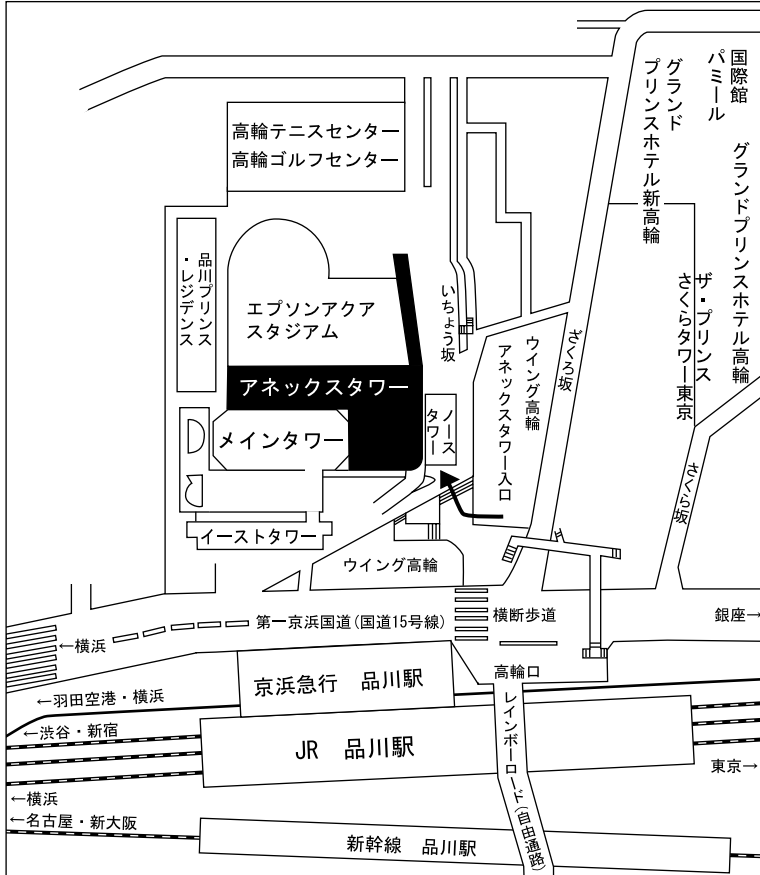 国際館
パミール
グランド
プリンスホテル新高輪
グランドプリンスホテル高輪
ザ・プリンス
さくらタワー東京
高輪テニスセンター
高輪ゴルフセンター
品川プリンス
・レジデンス
エプソンアクア
スタジアム
いちょう坂
ざくろ坂
ウイング高輪
アネックスタワー入口
アネックスタワー
メインタワー
ノース
タワー
さくら坂
イーストタワー
ウイング高輪
第一京浜国道(国道15号線)
横断歩道
銀座→
←横浜
高輪口
京浜急行 品川駅
←羽田空港・横浜
レインボーロード(自由通路)
←渋谷・新宿
JR 品川駅
東京→
←横浜
←名古屋・新大阪
新幹線 品川駅